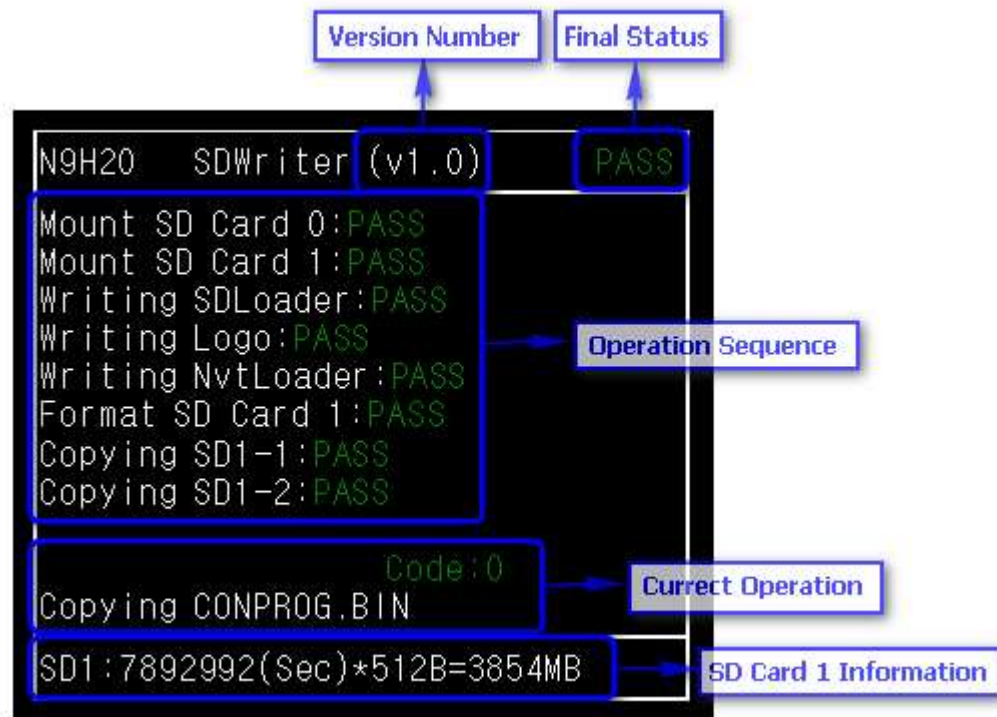 Version Number
Final Status
N9H20 SDWriter (v1.0) PASS
Mount SD Card 0:PASS
Mount SD Card 1:PASS
Writing SDLoader:PASS
Writing Logo:PASS
Operation Sequence
Writing NvtLoader:PASS
Format SD Card 1:PASS
Copying SD1-1:PASS
Copying SD1-2:PASS
Code:0
Currect Operation
Copying CONPROG.BIN
SD1:7892992(Sec)*512B=3854MB
SD Card 1 Information